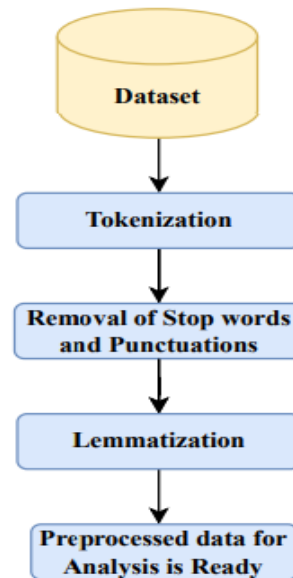 Dataset
Tokenization
Removal of Stop words
and Punctuations
Lemmatization
Preprocessed data for
Analysis is Ready